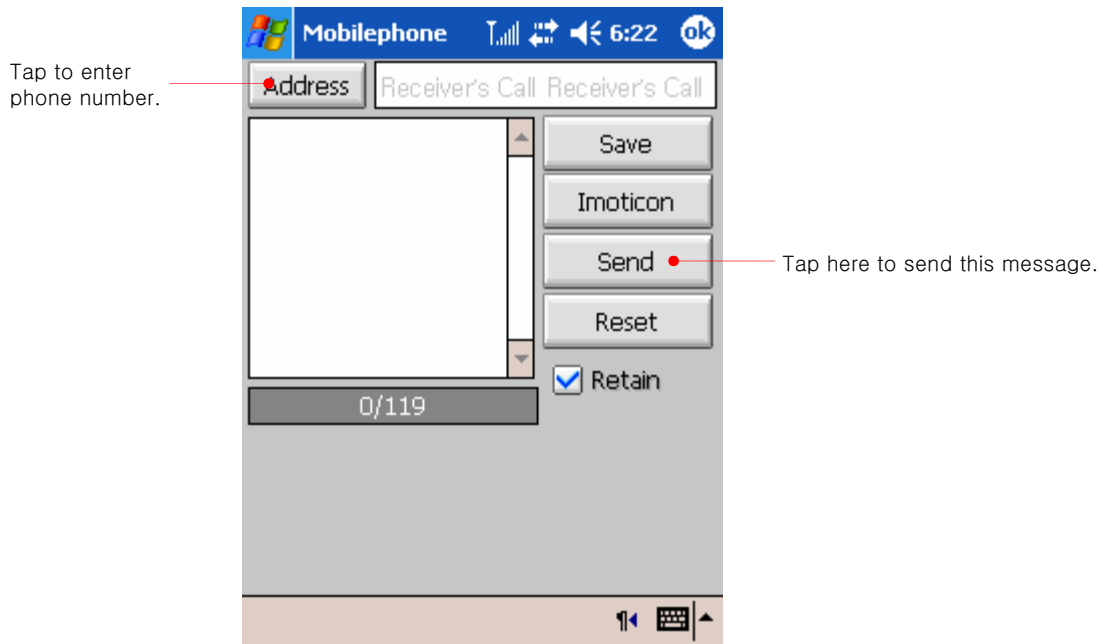 Mobilephone 6:22 ok
Tap to enter
phone number.
Address Receiver's Call Receiver's Call
Save
Imoticon
Send
Tap here to send this message.
Reset
Retain
0/119